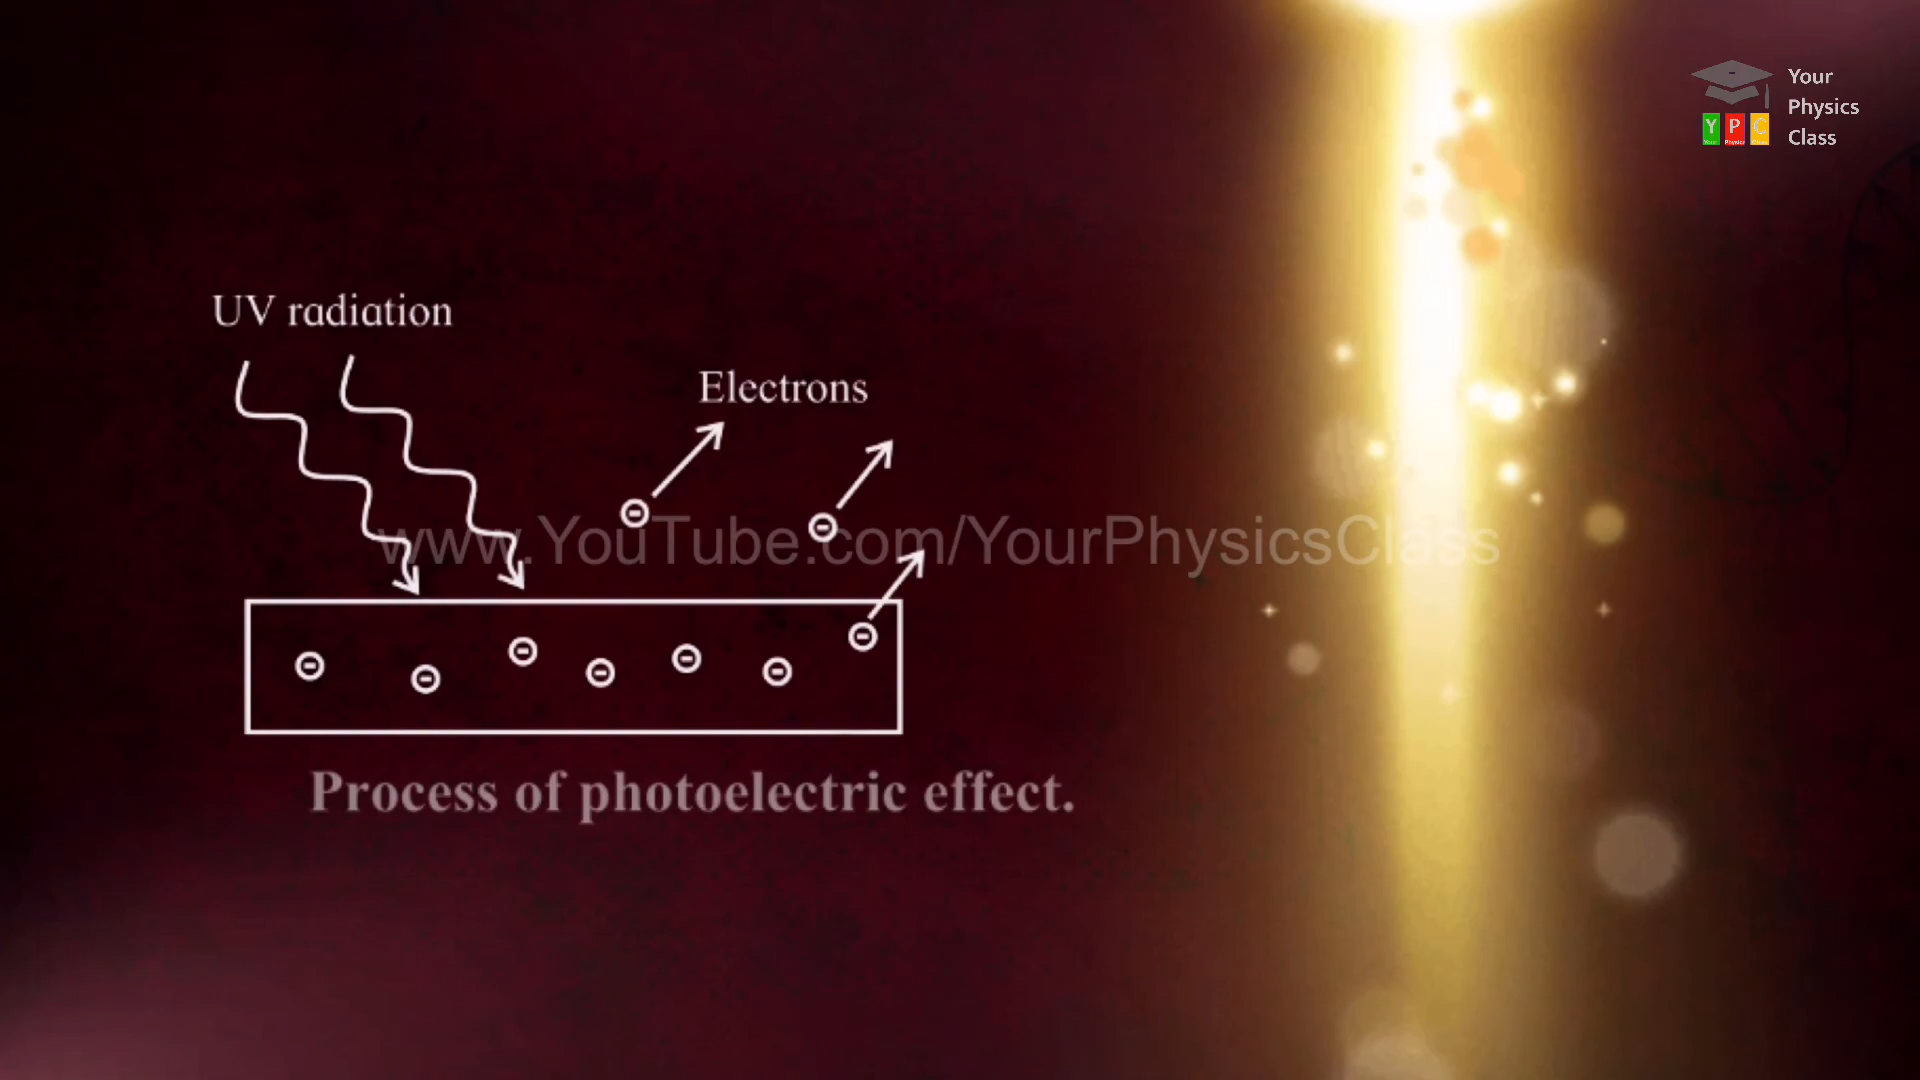 Your
Physics
Class
Y P C
UV radiation
Electrons
www.YouTube.com/YourPhysicsClass
Process of photoelectric effect.